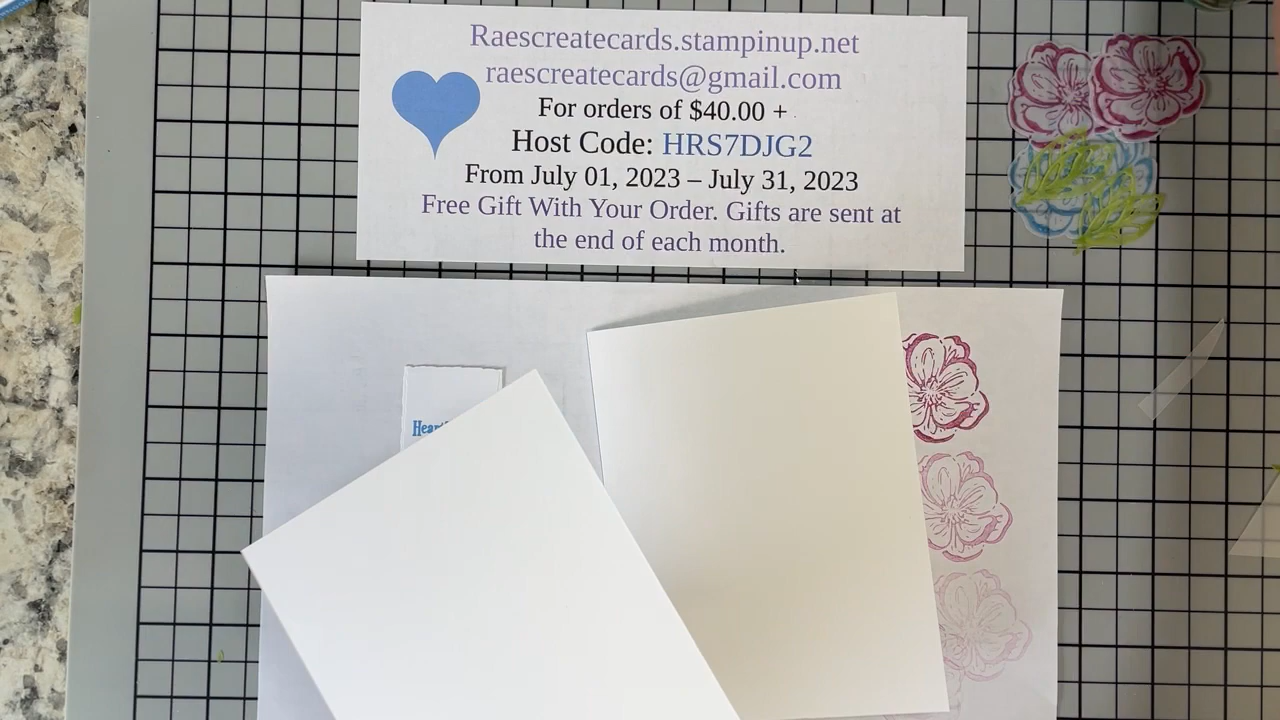 Raescreatecards.stampinup.net
raescreatecards@gmail.com
For orders of $40.00 +
Host Code: HRS7DJG2
From July 01, 2023 – July 31, 2023
Free Gift With Your Order. Gifts are sent at
the end of each month.